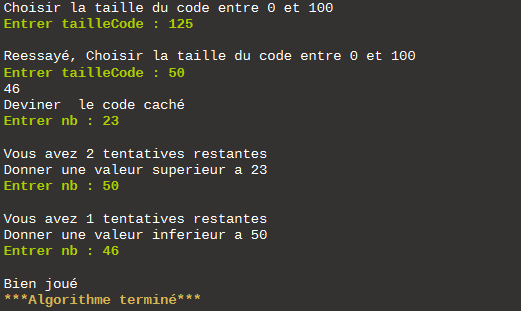 Choisir la taille du code entre 0 et 100
Entrer tailleCode : 125
Reessayé, Choisir la taille du code entre 0 et 100
Entrer tailleCode : 50
46
Deviner  le code caché
Entrer nb : 23
Vous avez 2 tentatives restantes
Donner une valeur superieur a 23
Entrer nb : 50
Vous avez 1 tentatives restantes
Donner une valeur inferieur a 50
Entrer nb : 46
Bien joué
***Algorithme terminé***